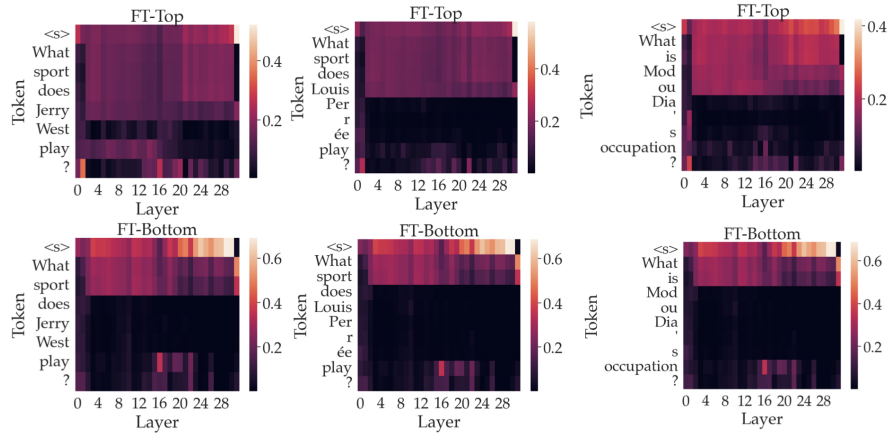 FT-Top
FT-Top
FT-Top
Token
<s>
What
sport
does
Jerry
West
play
?
0 4 8 12 16 20 24 28
Layer
0.4
0.2
Token
<s>
What
sport
does
Louis
Per
r
ée
play
?
0 4 8 12 16 20 24 28
Layer
0.4
0.2
Token
<s>
What
is
Mod
ou
Dia
'
s
occupation
?
0 4 8 12 16 20 24 28
Layer
0.4
0.2
FT-Bottom
FT-Bottom
FT-Bottom
Token
<s>
What
sport
does
Jerry
West
play
?
0 4 8 12 16 20 24 28
Layer
0.6
0.4
0.2
Token
<s>
What
sport
does
Louis
Per
r
ée
play
?
0 4 8 12 16 20 24 28
Layer
0.6
0.4
0.2
Token
<s>
What
is
Mod
ou
Dia
'
s
occupation
?
0 4 8 12 16 20 24 28
Layer
0.6
0.4
0.2